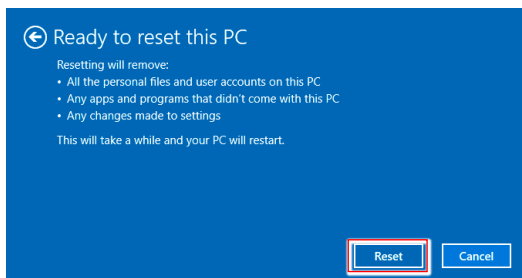 Ready to reset this PC
Resetting will remove:
• All the personal files and user accounts on this PC
• Any apps and programs that didn't come with this PC
• Any changes made to settings
This will take a while and your PC will restart.
Reset
Cancel